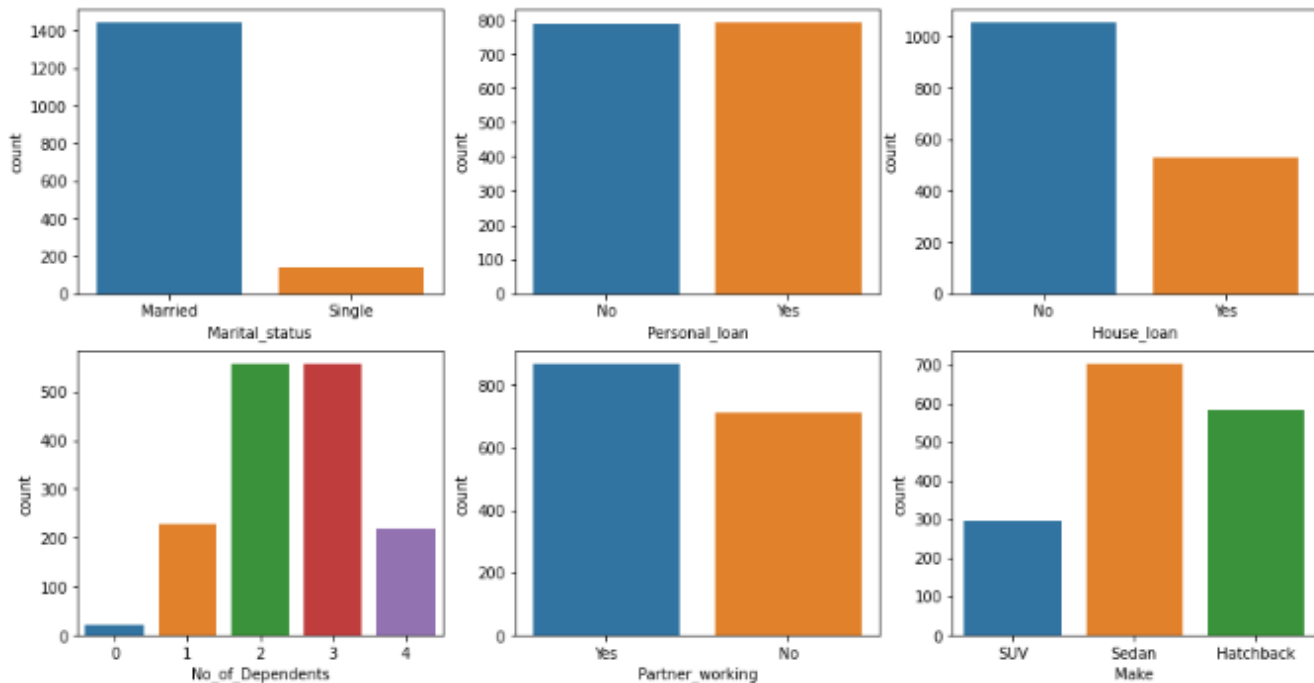 1400
1200
1000
800
600
400
200
0
count
Married Single
Marital_status
800
700
600
500
400
300
200
100
0
count
No Yes
Personal_loan
1000
800
600
400
200
0
count
No Yes
House_loan
500
400
300
200
100
0
count
0 1 2 3 4
No_of_Dependents
800
600
400
200
0
count
Yes No
Partner_working
700
600
500
400
300
200
100
0
count
SUV Sedan Hatchback
Make